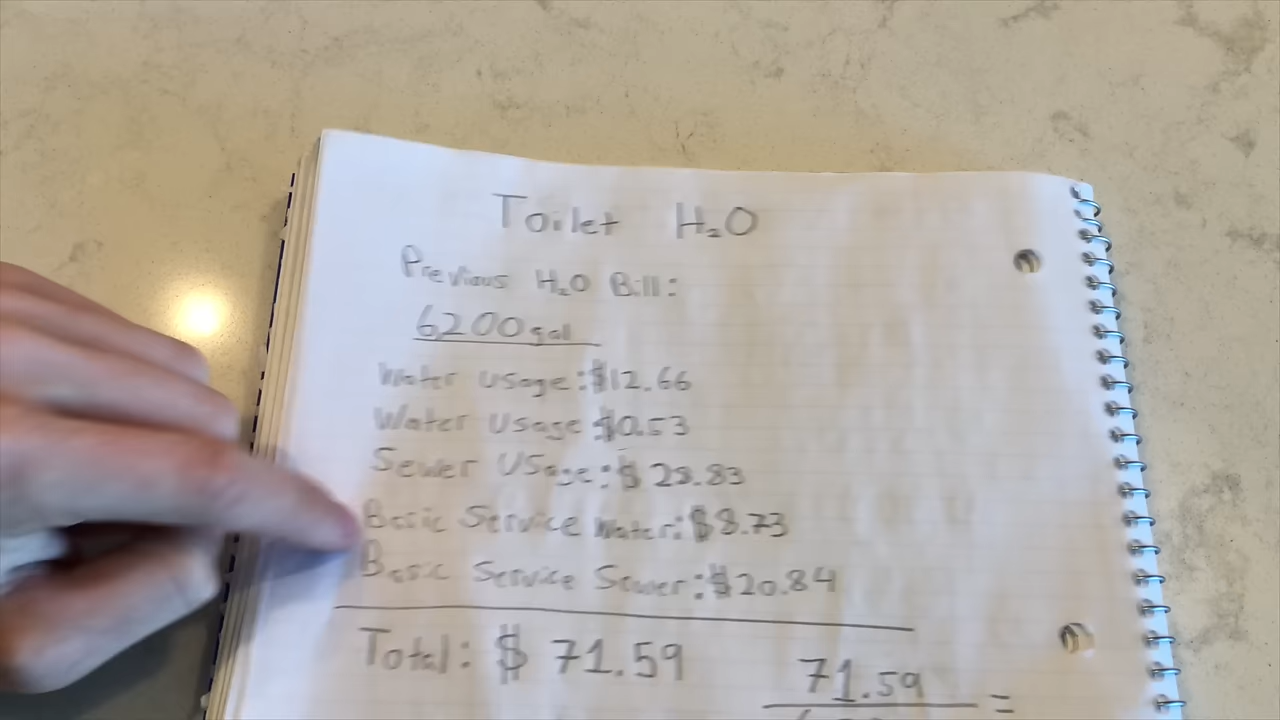 Toilet H₂O
Previous H₂O Bill:
6200gal
Water Usage: $12.66
Water Usage $0.53
Sewer Usage: $28.83
Basic Service Water: $8.73
Basic Service Sewer: $20.84
Total: $71.59
71.59 =